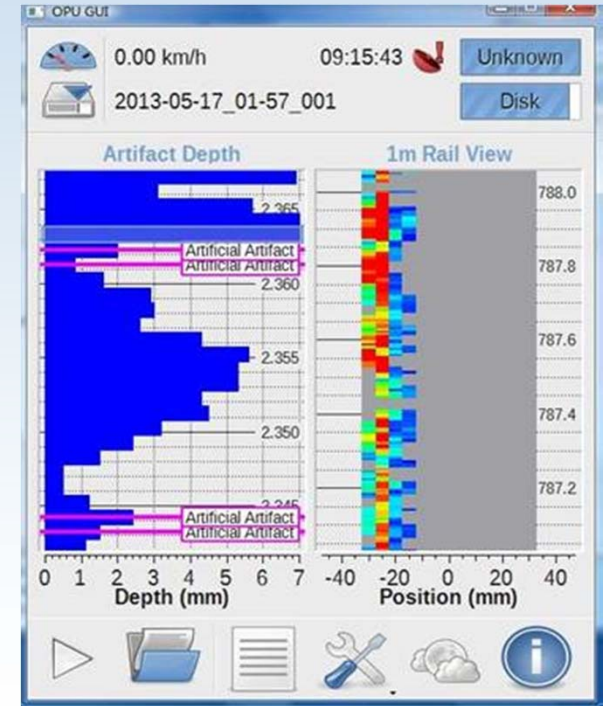 OPU GUI
0.00 km/h
09:15:43
Unknown
2013-05-17_01-57_001
Disk
Artifact Depth
2.365
Artificial Artifact
Artificial Artifact
2.360
2.355
2.350
2.345
Artificial Artifact
Artificial Artifact
0 1 2 3 4 5 6 7
Depth (mm)
1m Rail View
788.0
787.8
787.6
787.4
787.2
-40 -20 0 20 40
Position (mm)